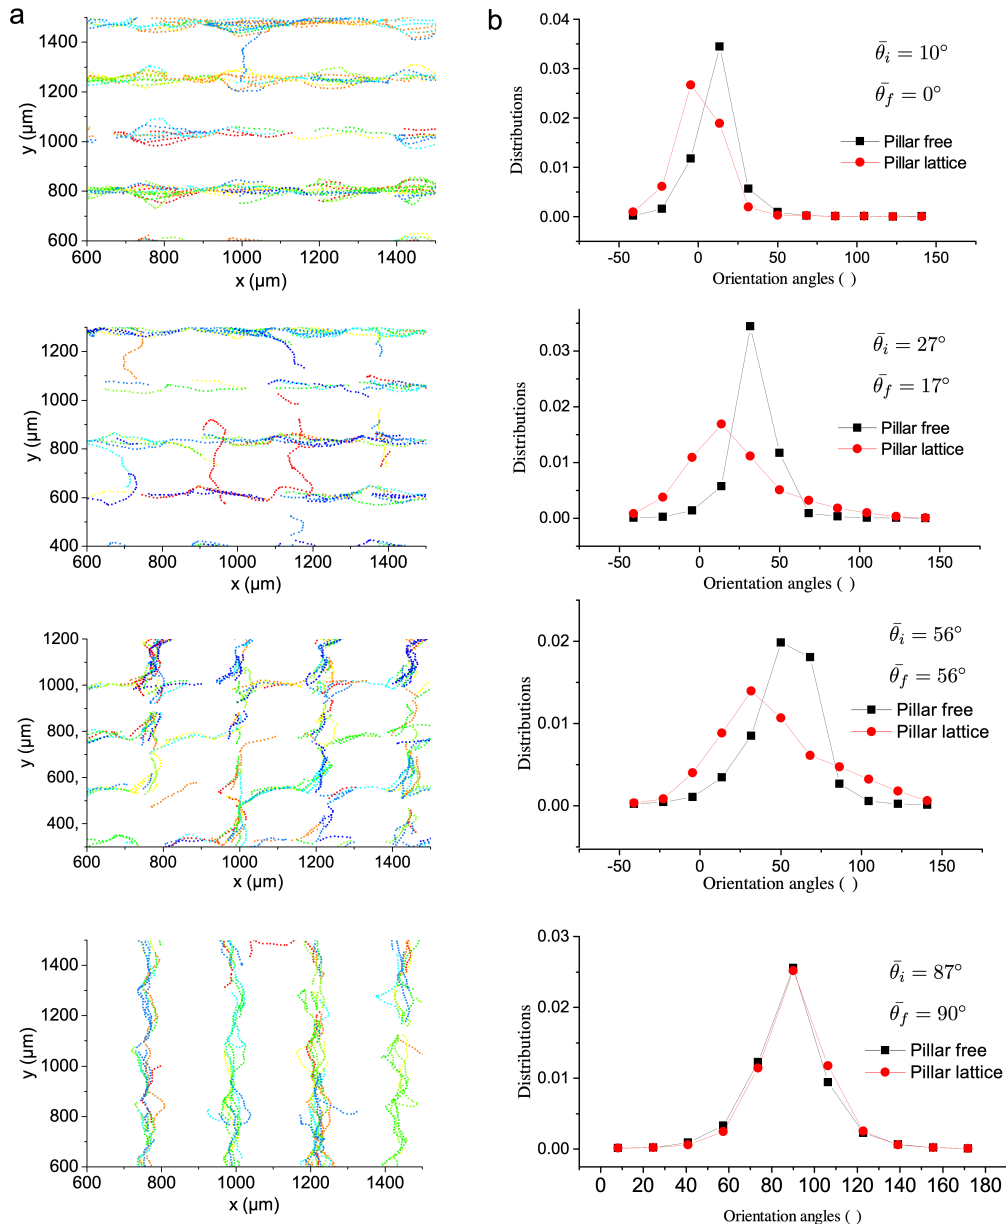 a
1400
1200
1000
800
600
y (µm)
600 800 1000 1200 1400
x (µm)
b
0.04
0.03
0.02
0.01
0.00
Distributions
θ̄i = 10°
θ̄f = 0°
Pillar free
Pillar lattice
-50 0 50 100 150
Orientation angles ( )
1200
1000
800
600
400
y (µm)
600 800 1000 1200 1400
x (µm)
0.03
0.02
0.01
0.00
Distributions
θ̄i = 27°
θ̄f = 17°
Pillar free
Pillar lattice
-50 0 50 100 150
Orientation angles ( )
1200
1000,
800,
600,
400,
y (µm)
600 800 1000 1200 1400
x (µm)
0.02
0.01
0.00
Distributions
θ̄i = 56°
θ̄f = 56°
Pillar free
Pillar lattice
-50 0 50 100 150
Orientation angles ( )
1400
1200
1000
800
600
y (µm)
600 800 1000 1200 1400
x (µm)
0.03
0.02
0.01
0.00
Distributions
θ̄i = 87°
θ̄f = 90°
Pillar free
Pillar lattice
0 20 40 60 80 100 120 140 160 180
Orientation angles ( )